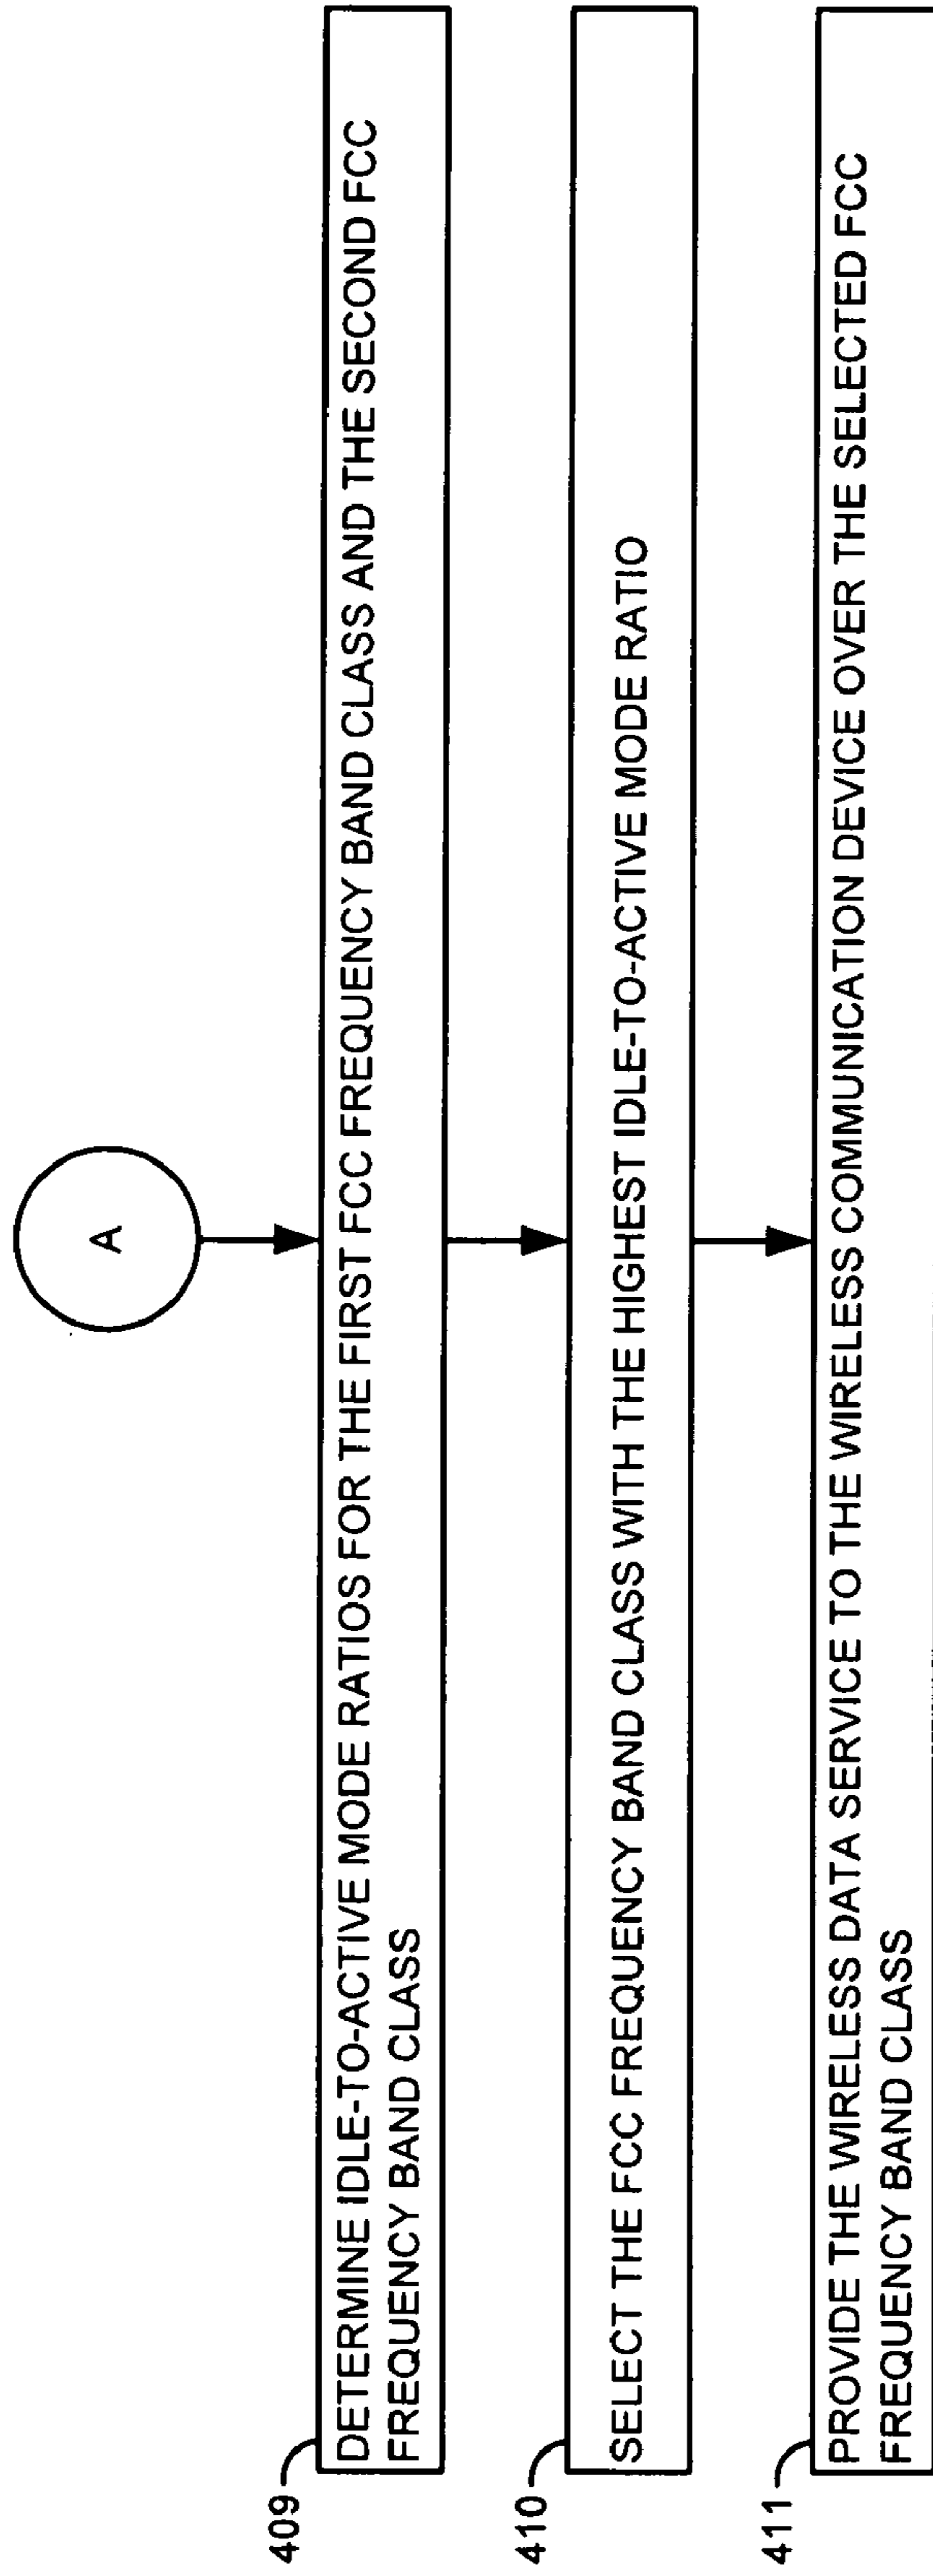 A
409
DETERMINE IDLE-TO-ACTIVE MODE RATIOS FOR THE FIRST FCC FREQUENCY BAND CLASS AND THE SECOND FCC
FREQUENCY BAND CLASS
410
SELECT THE FCC FREQUENCY BAND CLASS WITH THE HIGHEST IDLE-TO-ACTIVE MODE RATIO
411
PROVIDE THE WIRELESS DATA SERVICE TO THE WIRELESS COMMUNICATION DEVICE OVER THE SELECTED FCC
FREQUENCY BAND CLASS